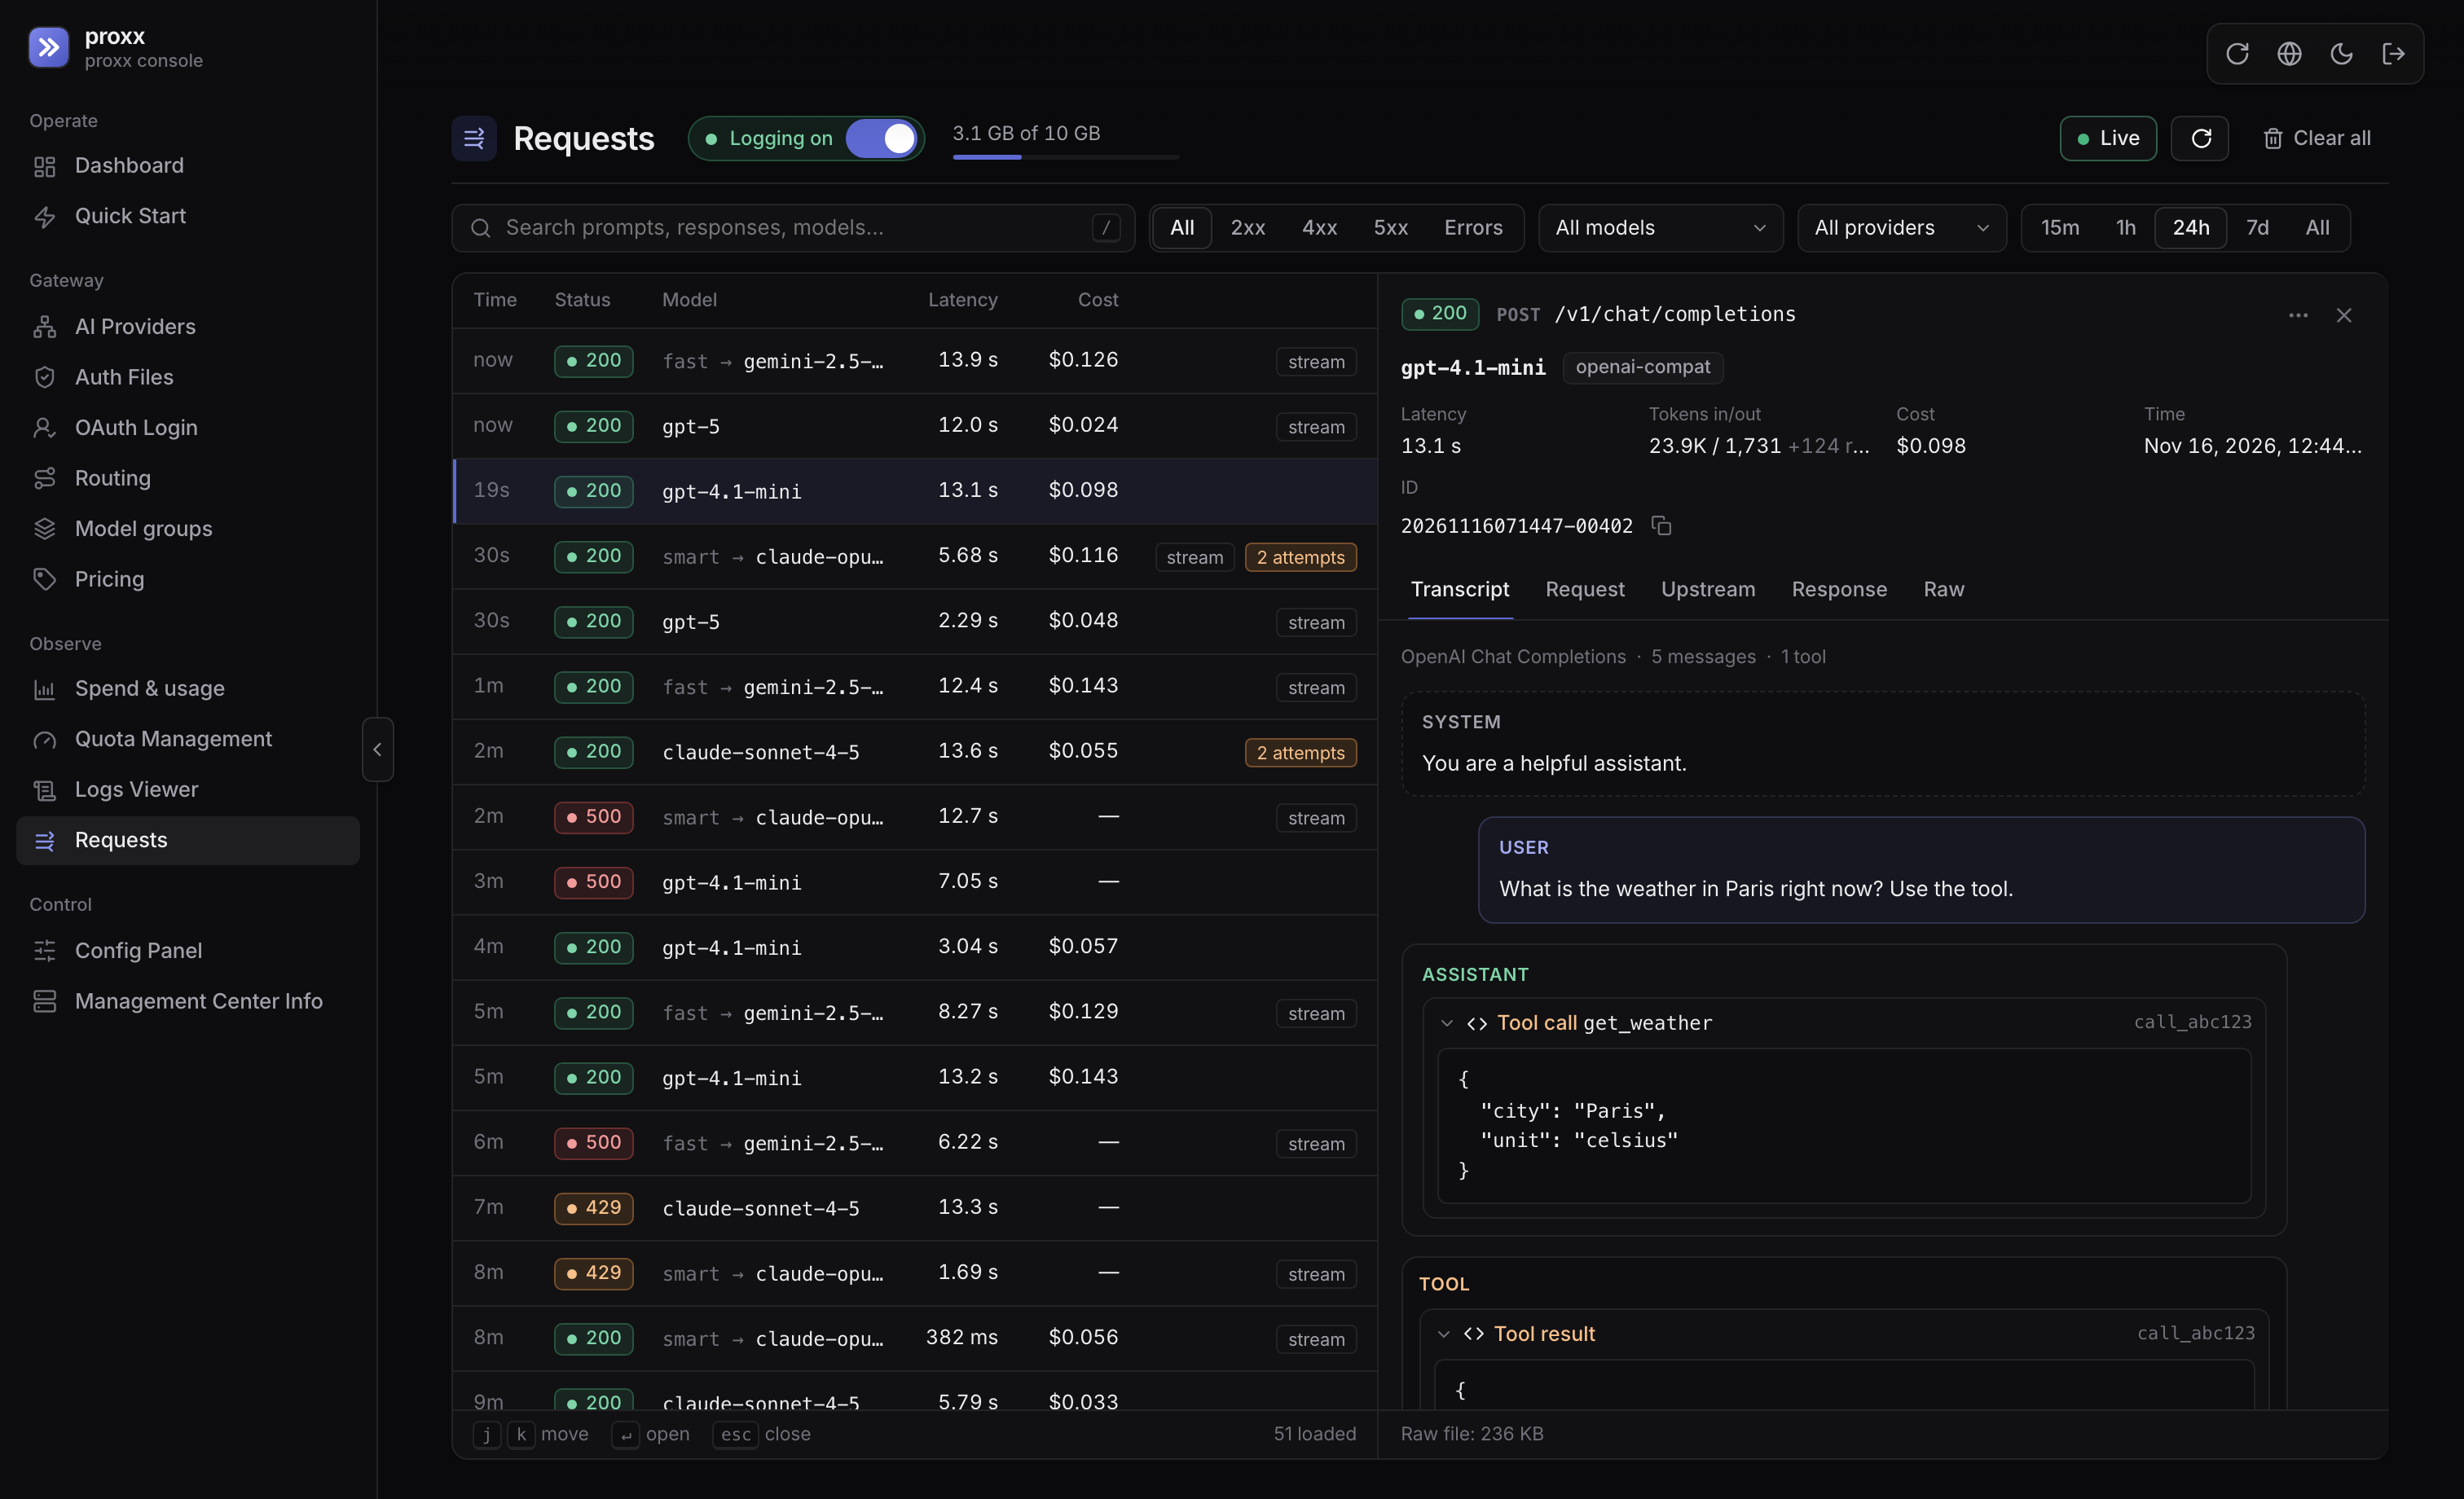 proxx
proxx console
Operate
Dashboard
Quick Start
Gateway
AI Providers
Auth Files
OAuth Login
Routing
Model groups
Pricing
Observe
Spend & usage
Quota Management
Logs Viewer
Requests
Control
Config Panel
Management Center Info
Requests
Logging on
3.1 GB of 10 GB
Live
Clear all
Search prompts, responses, models... /
All 2xx 4xx 5xx Errors
All models
All providers
15m 1h 24h 7d All
Time Status Model Latency Cost
now 200 fast → gemini-2.5-… 13.9 s $0.126 stream
now 200 gpt-5 12.0 s $0.024 stream
19s 200 gpt-4.1-mini 13.1 s $0.098
30s 200 smart → claude-opu… 5.68 s $0.116 stream 2 attempts
30s 200 gpt-5 2.29 s $0.048 stream
1m 200 fast → gemini-2.5-… 12.4 s $0.143 stream
2m 200 claude-sonnet-4-5 13.6 s $0.055 2 attempts
2m 500 smart → claude-opu… 12.7 s — stream
3m 500 gpt-4.1-mini 7.05 s —
4m 200 gpt-4.1-mini 3.04 s $0.057
5m 200 fast → gemini-2.5-… 8.27 s $0.129 stream
5m 200 gpt-4.1-mini 13.2 s $0.143
6m 500 fast → gemini-2.5-… 6.22 s — stream
7m 429 claude-sonnet-4-5 13.3 s —
8m 429 smart → claude-opu… 1.69 s — stream
8m 200 smart → claude-opu… 382 ms $0.056 stream
9m 200 claude-sonnet-4-5 5.79 s $0.033
j k move ↵ open esc close 51 loaded
200 POST /v1/chat/completions
gpt-4.1-mini openai-compat
Latency Tokens in/out Cost Time
13.1 s 23.9K / 1,731 +124 r… $0.098 Nov 16, 2026, 12:44…
ID
20261116071447-00402
Transcript Request Upstream Response Raw
OpenAI Chat Completions · 5 messages · 1 tool
SYSTEM
You are a helpful assistant.
USER
What is the weather in Paris right now? Use the tool.
ASSISTANT
Tool call get_weather call_abc123
{
"city": "Paris",
"unit": "celsius"
}
TOOL
Tool result call_abc123
{
Raw file: 236 KB